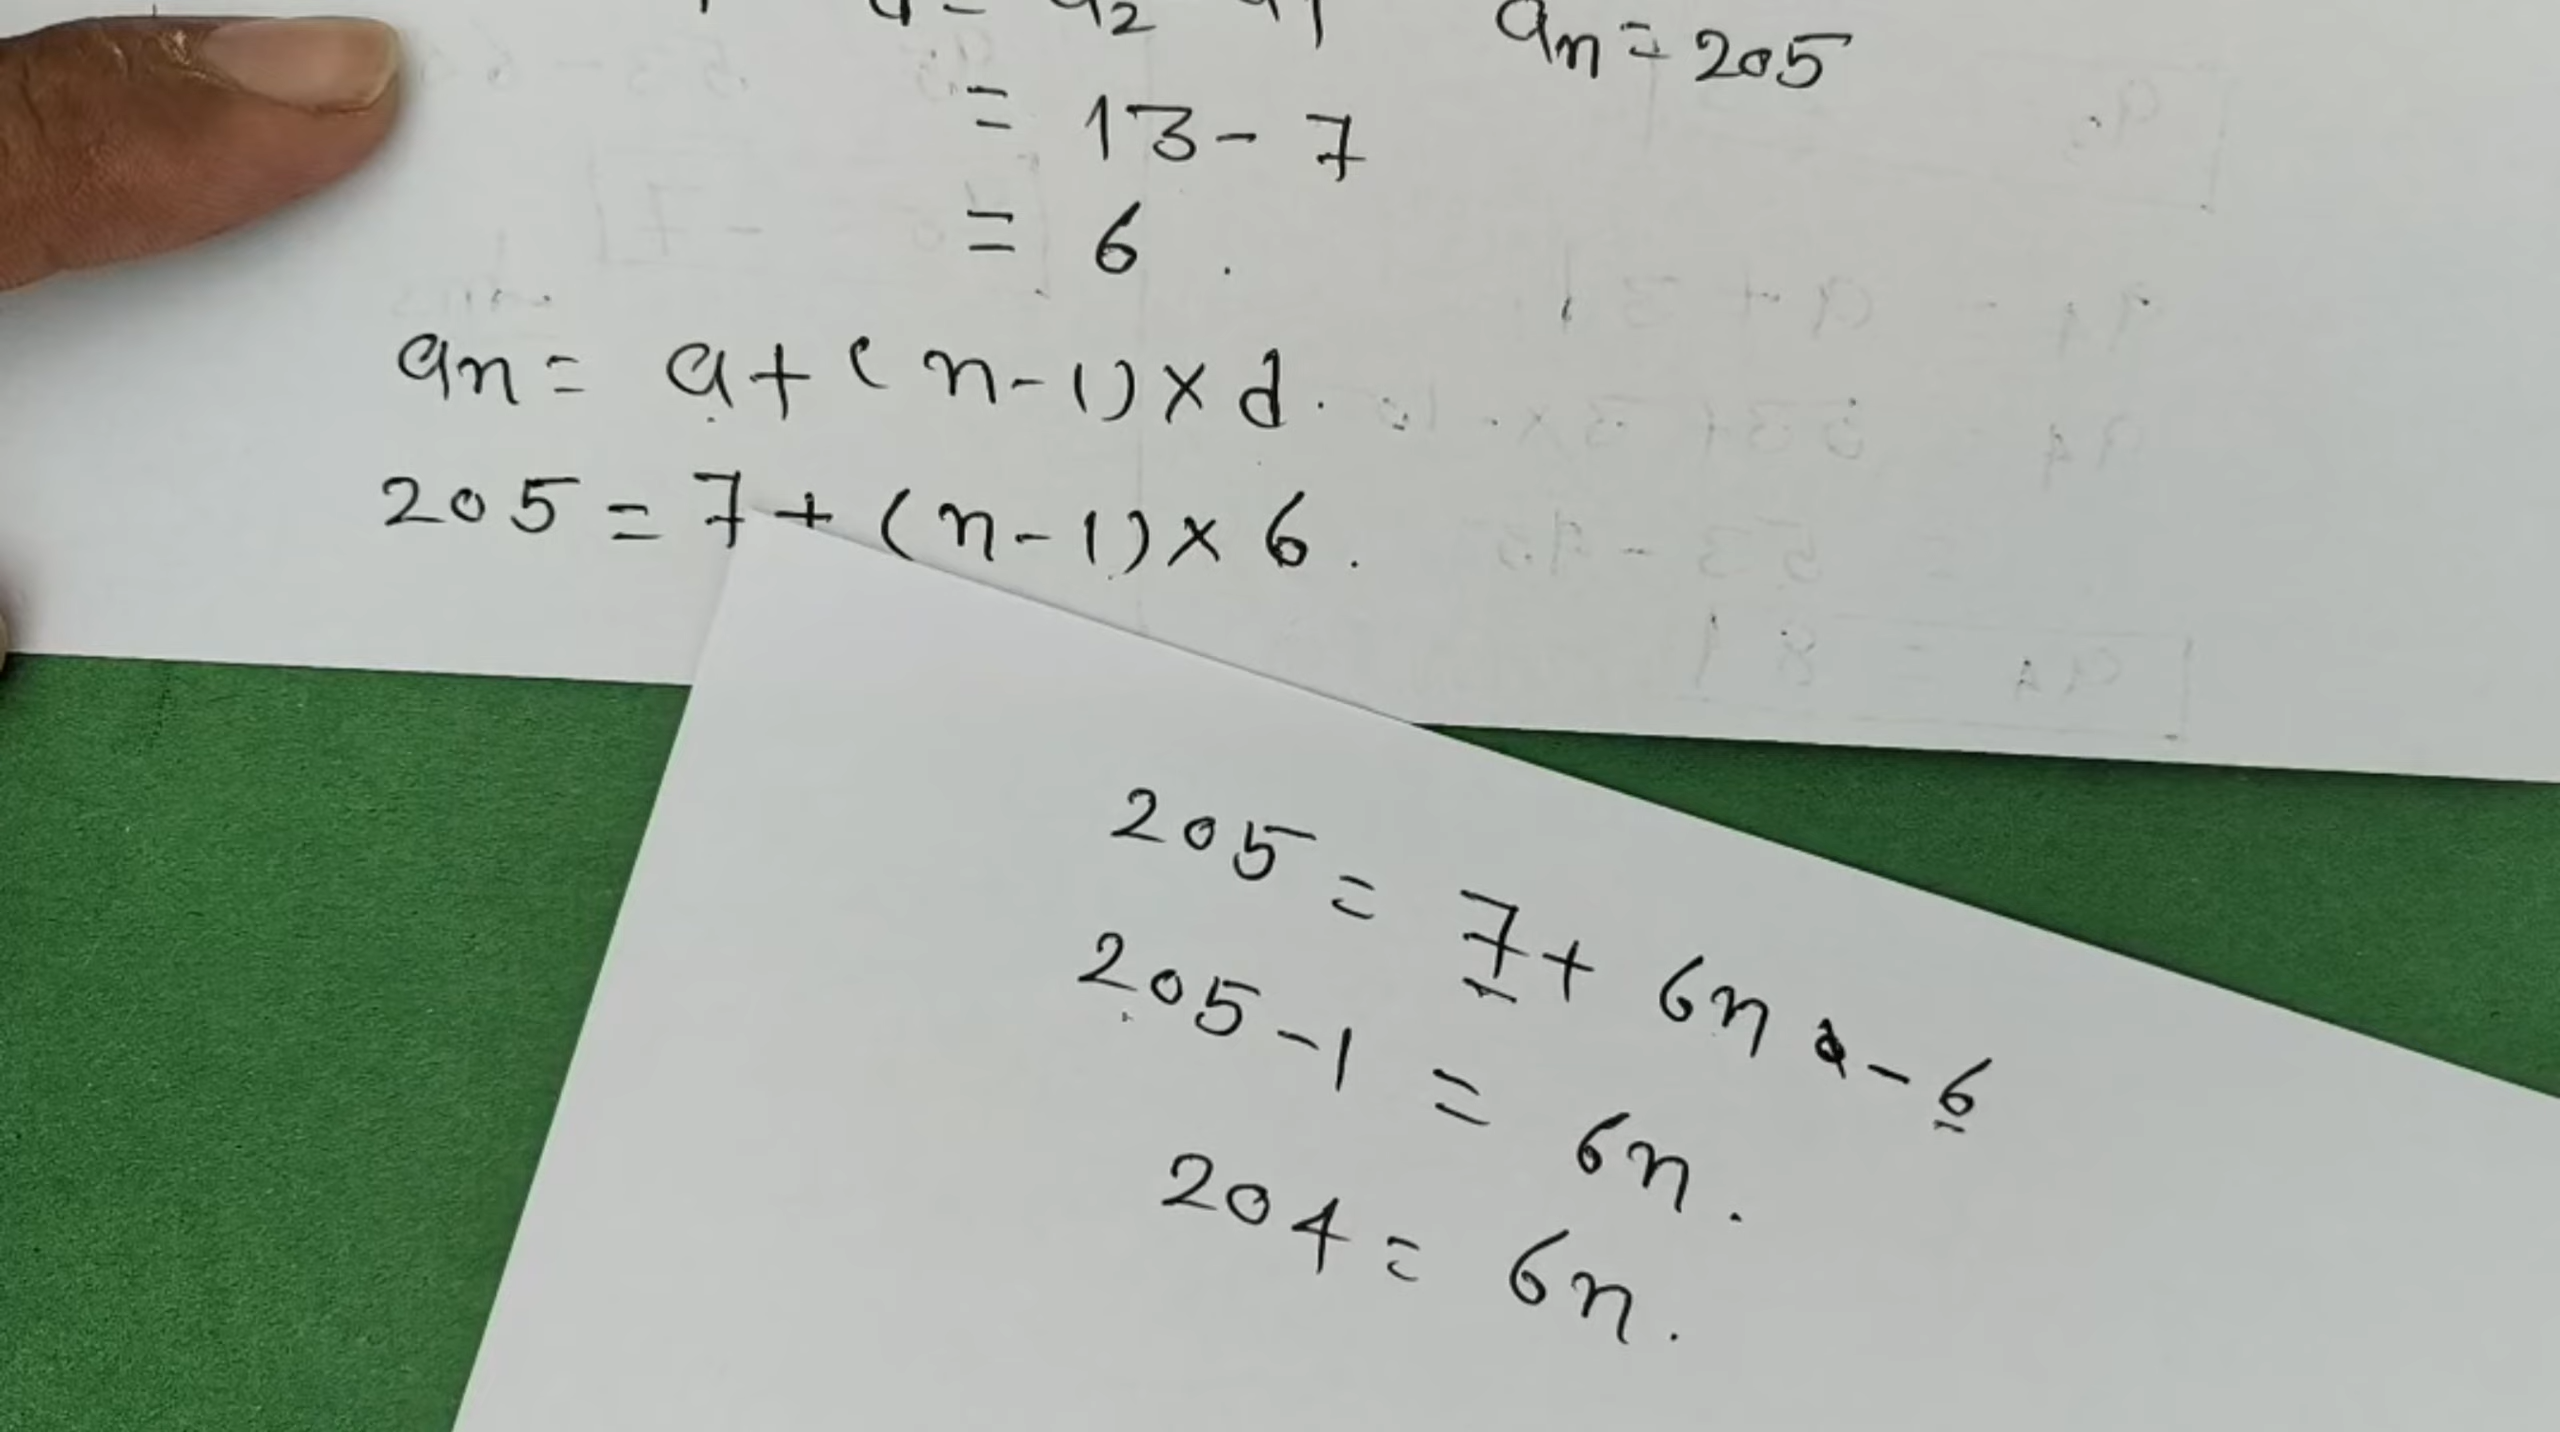 an = 205
= 13 - 7
= 6 .
an = a + (n-1) × d .
205 = 7 + (n-1) × 6 .
205 = 7 + 6n - 6
205 - 1 = 6n .
204 = 6n .